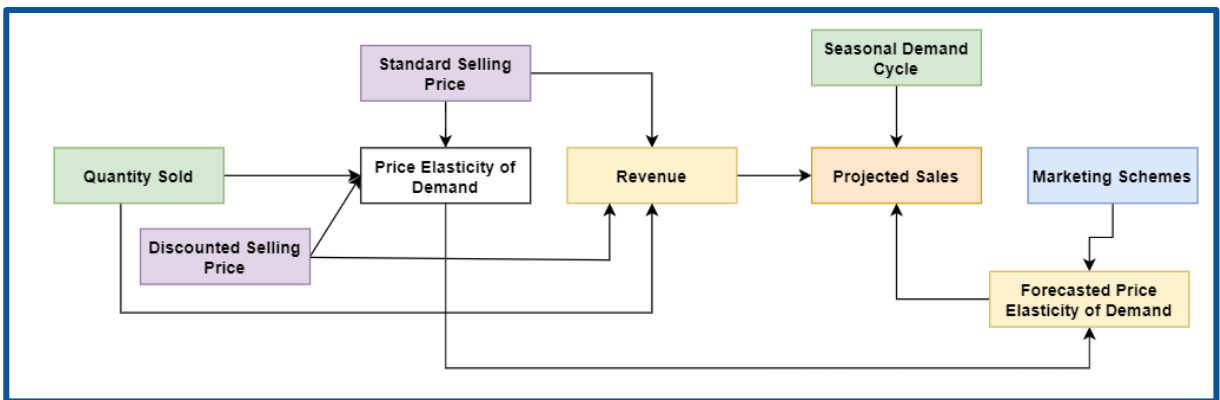 Standard Selling
Price
Seasonal Demand
Cycle
Quantity Sold
Price Elasticity of
Demand
Revenue
Projected Sales
Marketing Schemes
Discounted Selling
Price
Forecasted Price
Elasticity of Demand